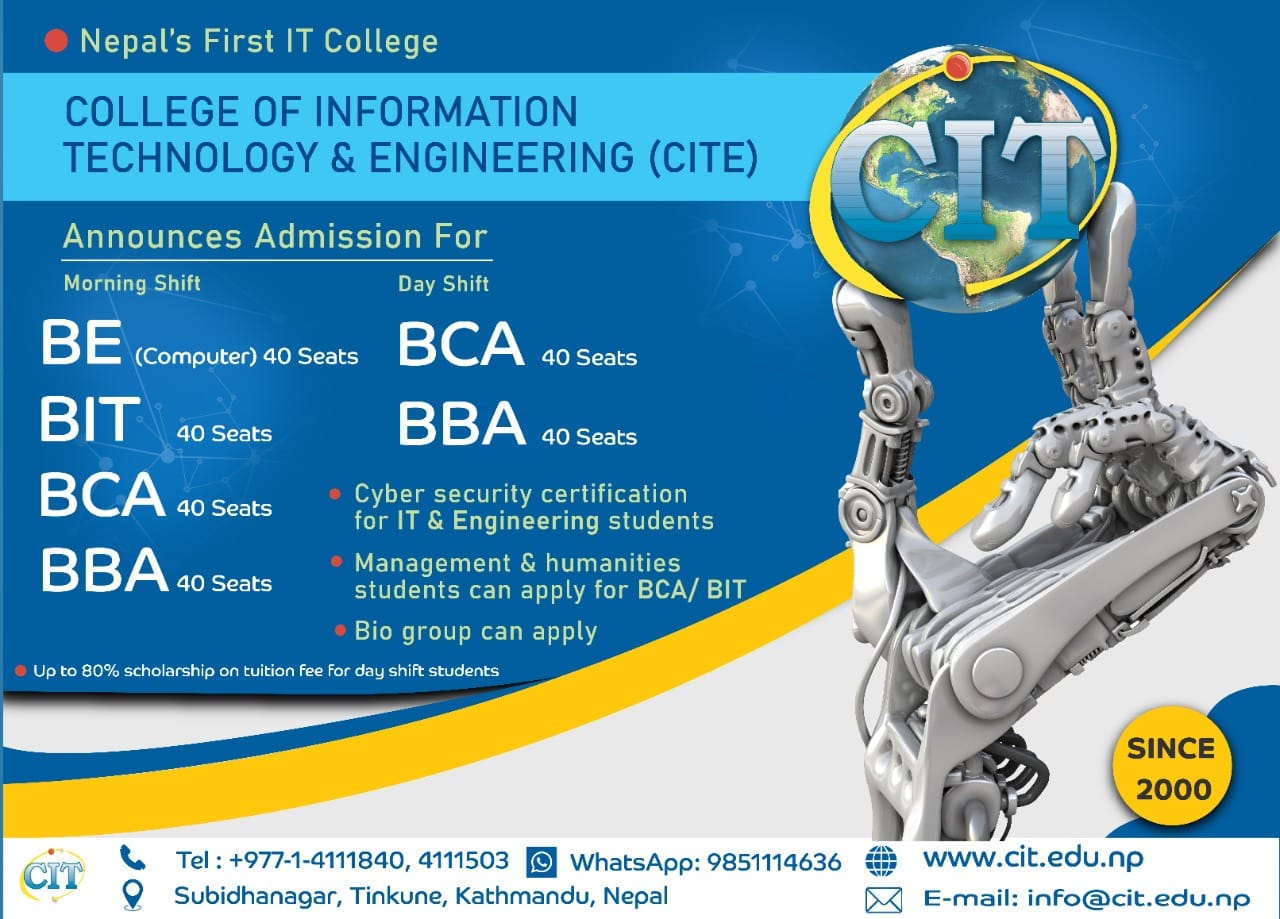 Nepal's First IT College
COLLEGE OF INFORMATION
TECHNOLOGY & ENGINEERING (CITE)
CIT
Announces Admission For
Morning Shift
BE (Computer) 40 Seats
BIT 40 Seats
BCA 40 Seats
BBA 40 Seats
Day Shift
BCA 40 Seats
BBA 40 Seats
Cyber security certification
for IT & Engineering students
Management & humanities
students can apply for BCA/ BIT
Bio group can apply
Up to 80% scholarship on tuition fee for day shift students
SINCE
2000
CIT
Tel : +977-1-4111840, 4111503
WhatsApp: 9851114636
www.cit.edu.np
Subidhanagar, Tinkune, Kathmandu, Nepal
E-mail: info@cit.edu.np